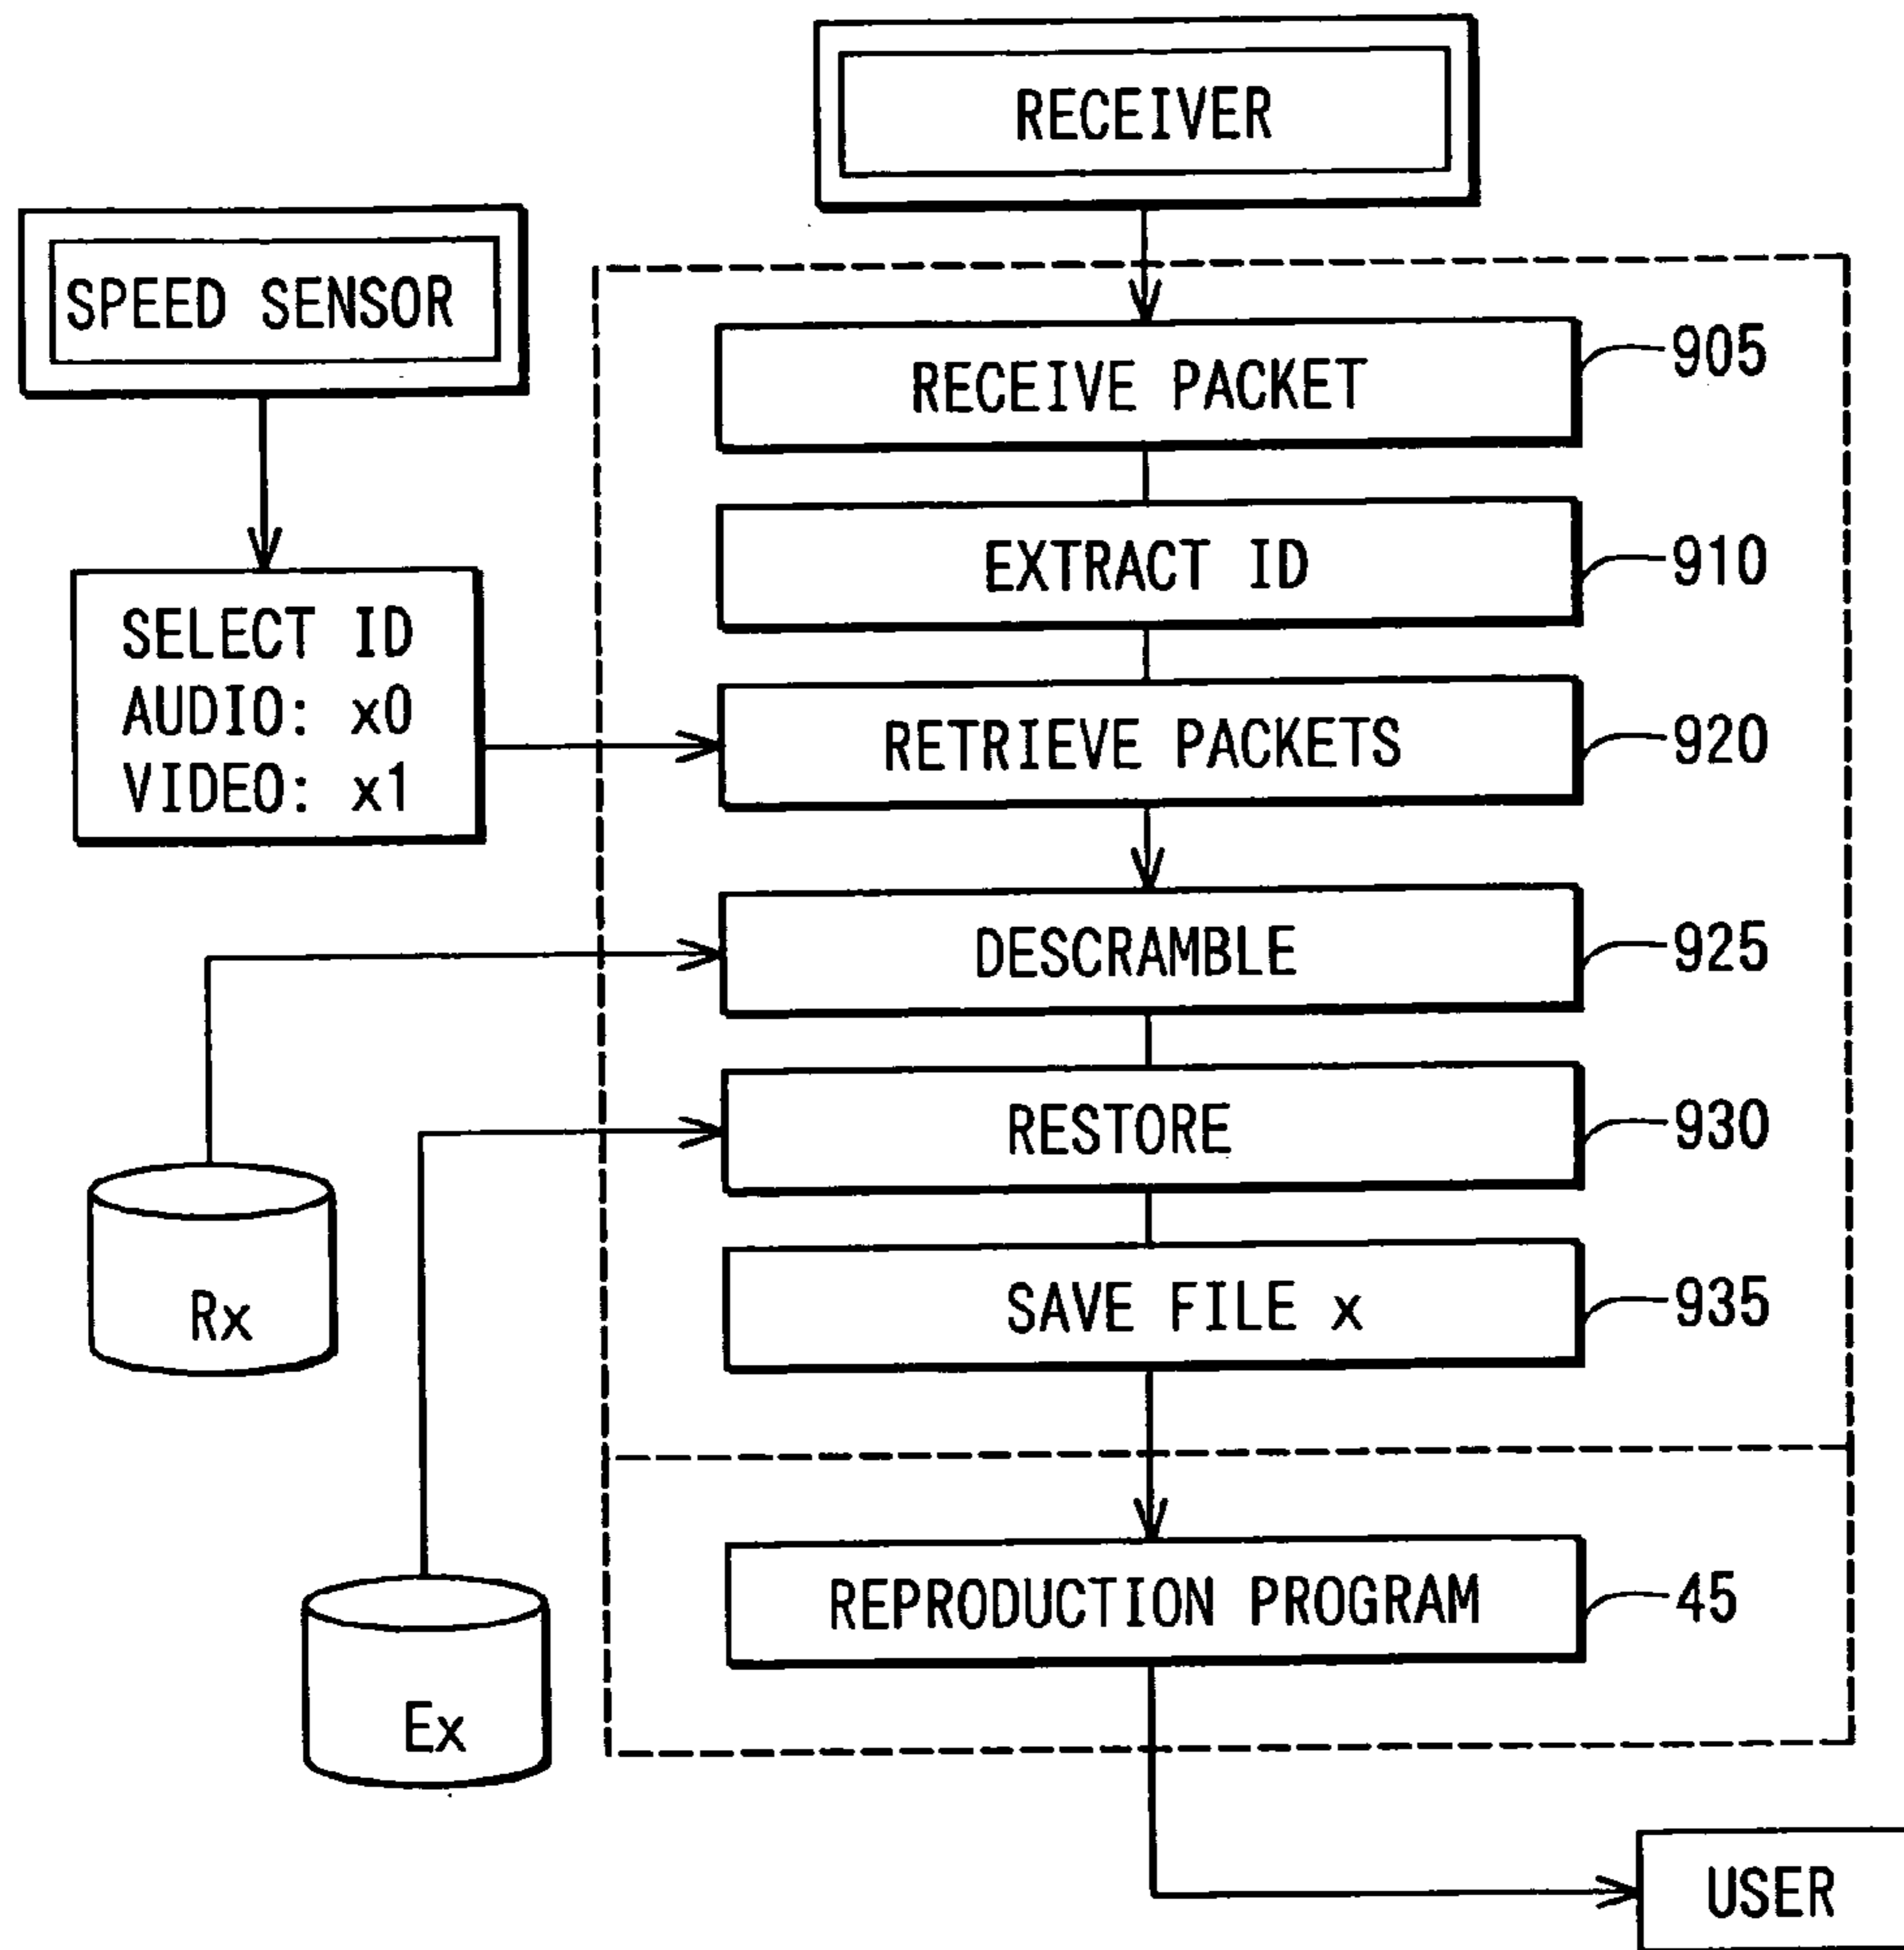 RECEIVER
SPEED SENSOR
RECEIVE PACKET
905
EXTRACT ID
910
SELECT ID
AUDIO: x0
VIDEO: x1
RETRIEVE PACKETS
920
DESCRAMBLE
925
RESTORE
930
Rx
SAVE FILE x
935
REPRODUCTION PROGRAM
45
Ex
USER